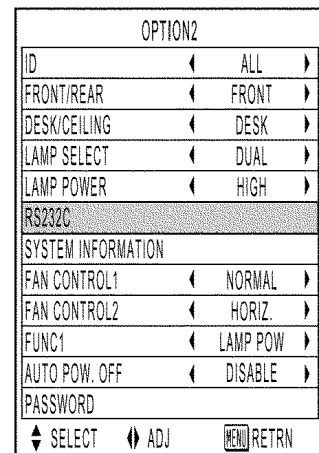 OPTION2
ID ALL
FRONT/REAR FRONT
DESK/CEILING DESK
LAMP SELECT DUAL
LAMP POWER HIGH
RS232C
SYSTEM INFORMATION
FAN CONTROL1 NORMAL
FAN CONTROL2 HORIZ.
FUNC1 LAMP POW
AUTO POW. OFF DISABLE
PASSWORD
SELECT ADJ MENU RETRN